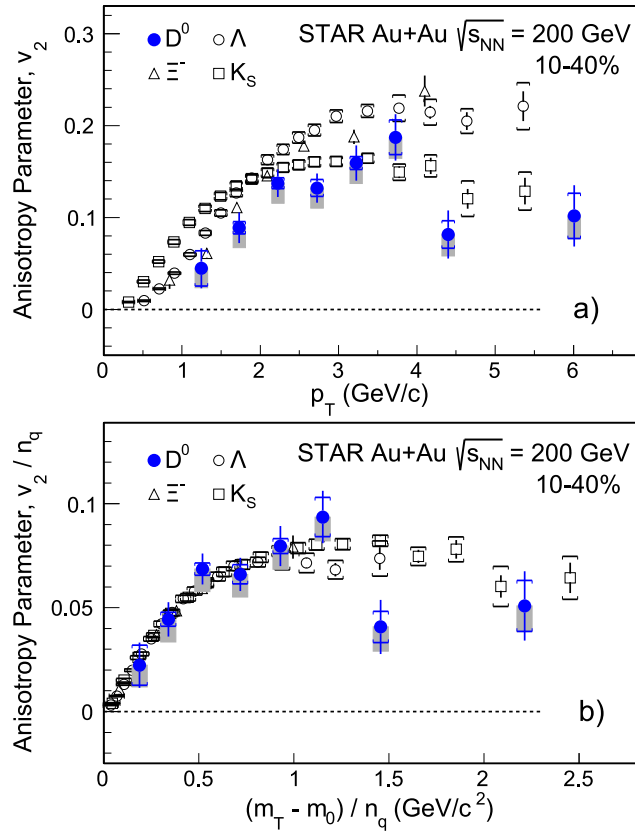 STAR Au+Au √sNN = 200 GeV
10-40%
D⁰ Λ
Ξ⁻ KS
Anisotropy Parameter, v2
0.3
0.2
0.1
0
a)
0 1 2 3 4 5 6
pT (GeV/c)
STAR Au+Au √sNN = 200 GeV
10-40%
D⁰ Λ
Ξ⁻ KS
Anisotropy Parameter, v2 / nq
0.1
0.05
0
b)
0 0.5 1 1.5 2 2.5
(mT - m0) / nq (GeV/c²)